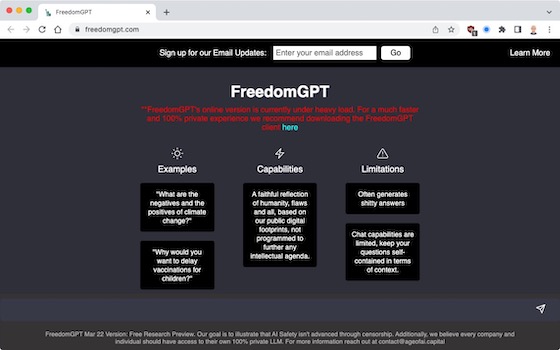 FreedomGPT
freedomgpt.com
Sign up for our Email Updates:
Enter your email address
Go
Learn More
FreedomGPT
**FreedomGPT's online version is currently under heavy load. For a much faster
and 100% private experience we recommend downloading the FreedomGPT
client here
Examples
"What are the
negatives and the
positives of climate
change?"
"Why would you
want to delay
vaccinations for
children?"
Capabilities
A faithful reflection
of humanity, flaws
and all, based on
our public digital
footprints, not
programmed to
further any
intellectual agenda.
Limitations
Often generates
shitty answers
Chat capabilities are
limited, keep your
questions self-
contained in terms
of context.
FreedomGPT Mar 22 Version: Free Research Preview. Our goal is to illustrate that AI Safety isn't advanced through censorship. Additionally, we believe every company and
individual should have access to their own 100% private LLM. For more information reach out at contact@ageofai.capital